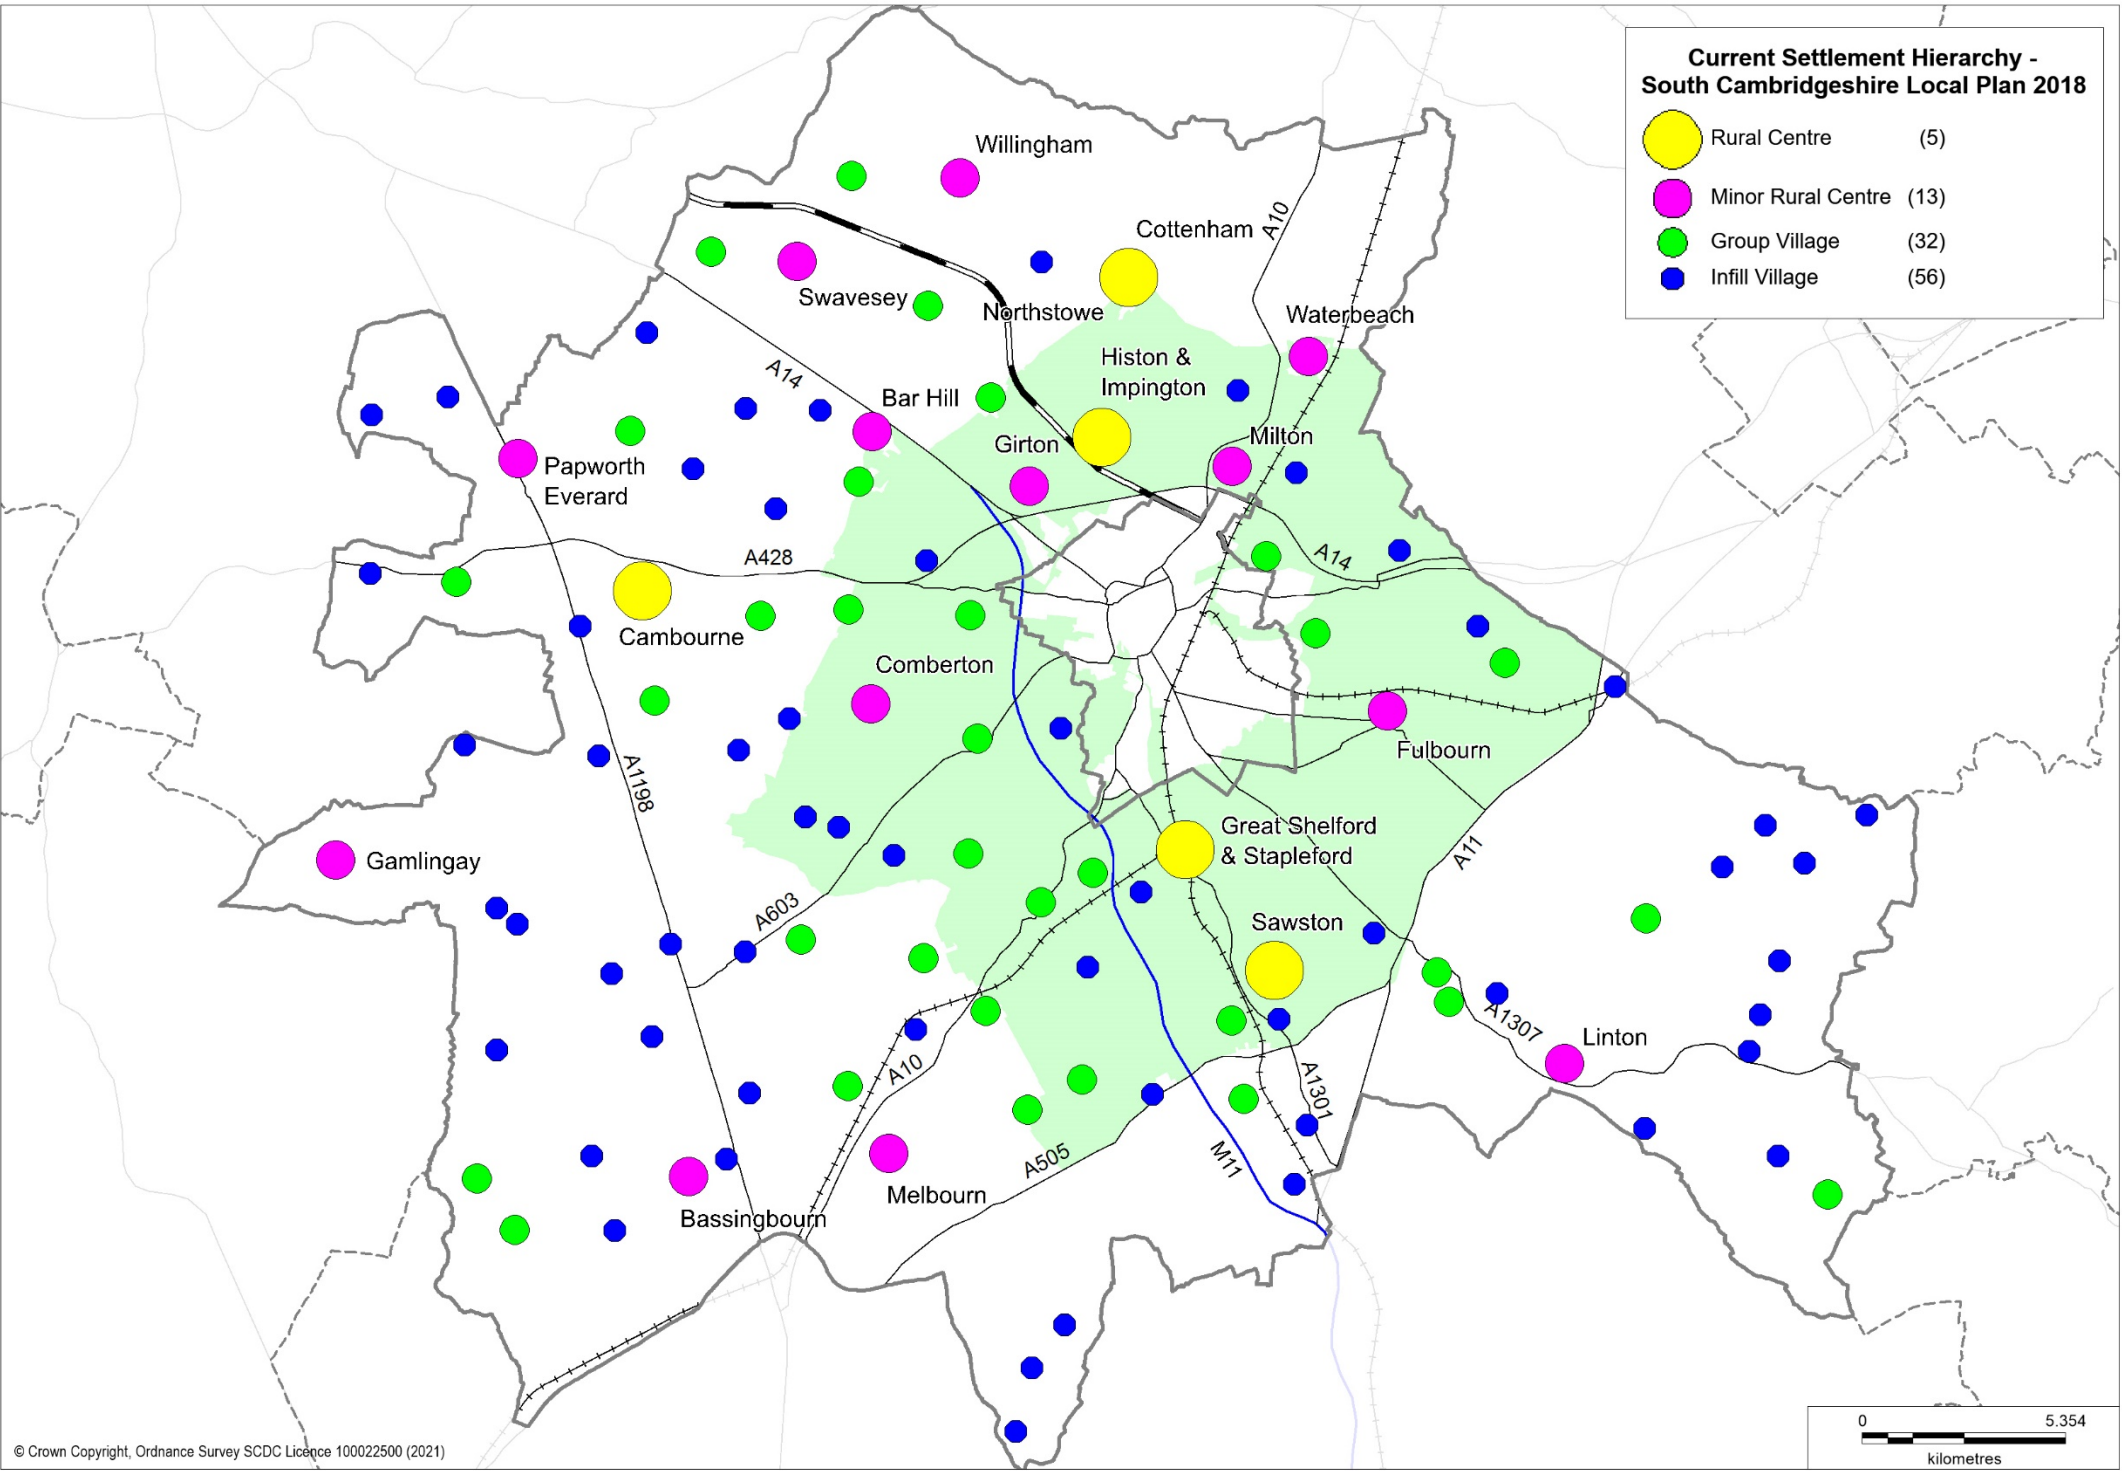 Current Settlement Hierarchy -
South Cambridgeshire Local Plan 2018
Rural Centre (5)
Minor Rural Centre (13)
Group Village (32)
Infill Village (56)
Willingham
Cottenham
A10
Swavesey
Northstowe
Waterbeach
Histon &
Impington
A14
Bar Hill
Girton
Milton
Papworth
Everard
A428
A14
Cambourne
Comberton
Fulbourn
A1198
Great Shelford
& Stapleford
A11
Gamlingay
A603
Sawston
A1307
Linton
A10
A1301
A505
M11
Melbourn
Bassingbourn
0 5.354
kilometres
© Crown Copyright, Ordnance Survey SCDC Licence 100022500 (2021)